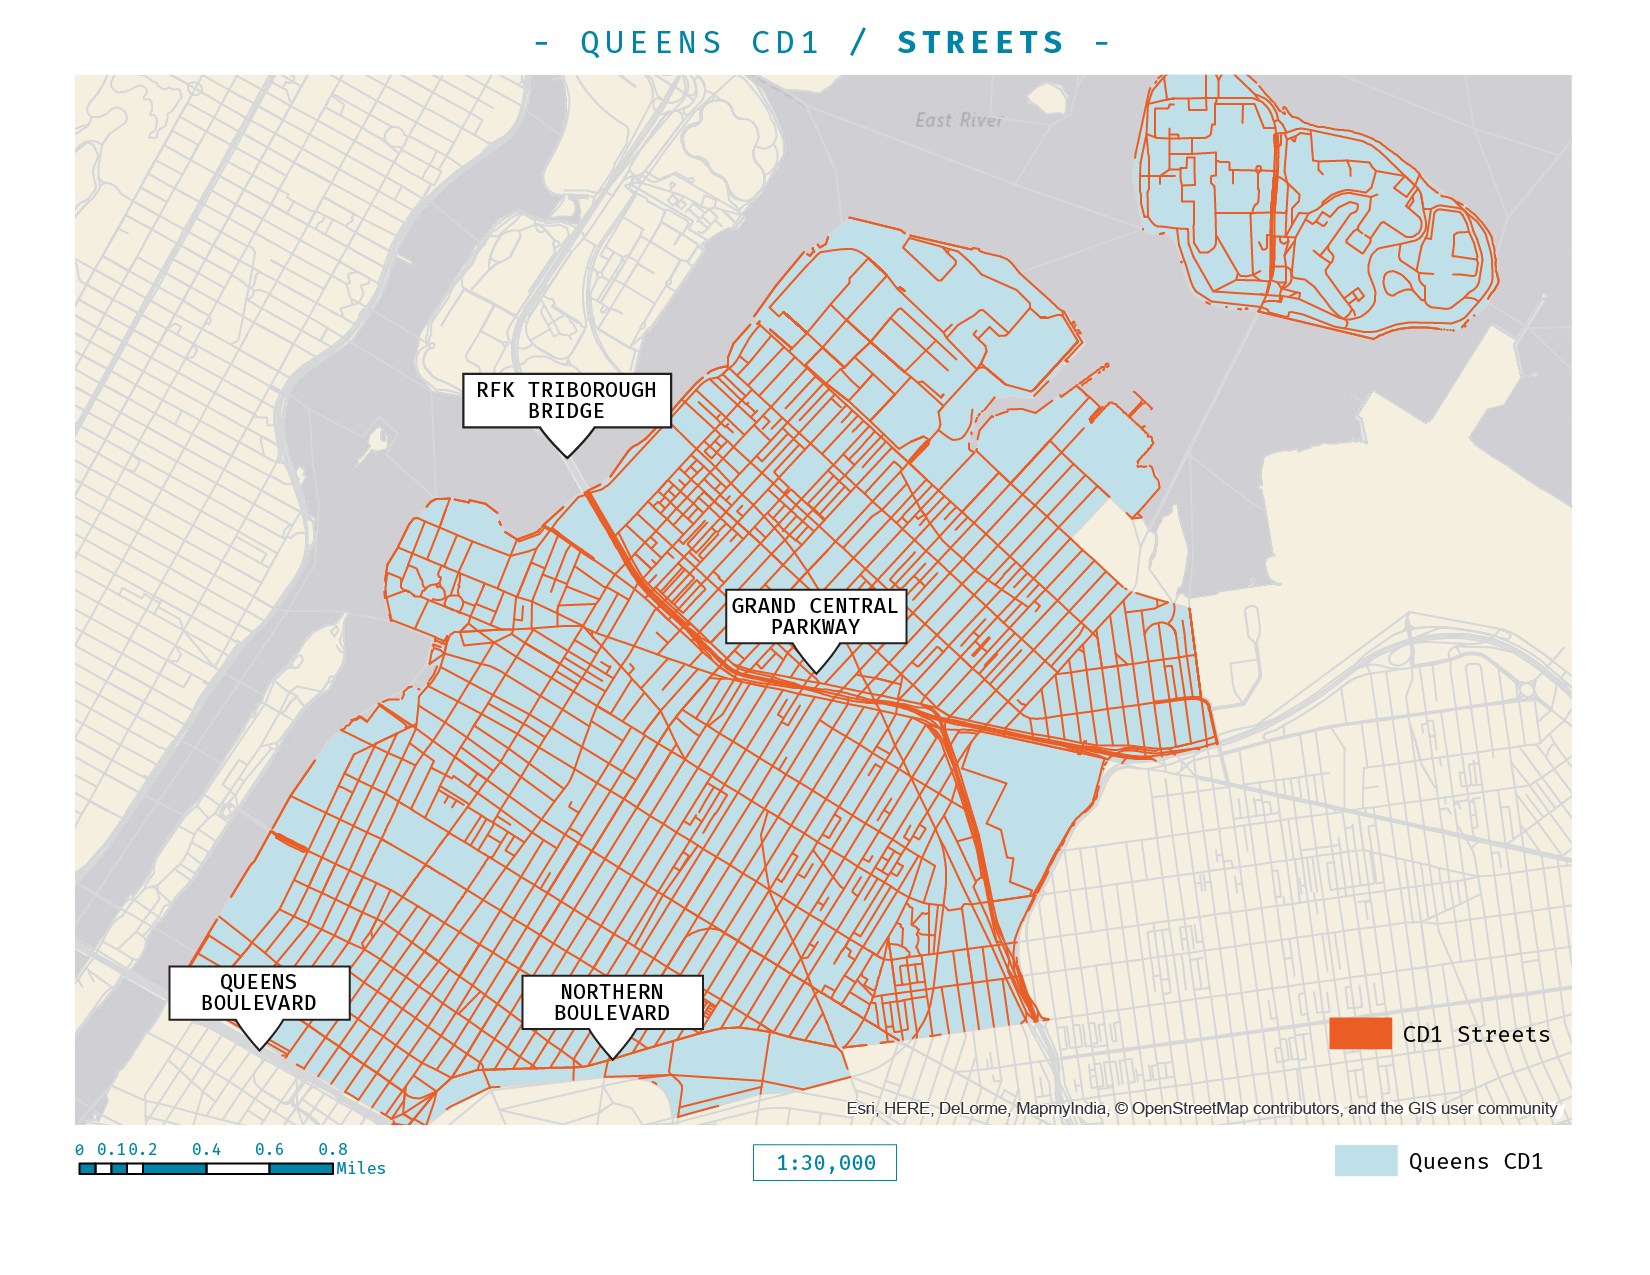 - QUEENS CD1 / STREETS -
East River
RFK TRIBOROUGH
BRIDGE
GRAND CENTRAL
PARKWAY
QUEENS
BOULEVARD
NORTHERN
BOULEVARD
CD1 Streets
Esri, HERE, DeLorme, MapmyIndia, © OpenStreetMap contributors, and the GIS user community
0 0.1 0.2 0.4 0.6 0.8
Miles
1:30,000
Queens CD1